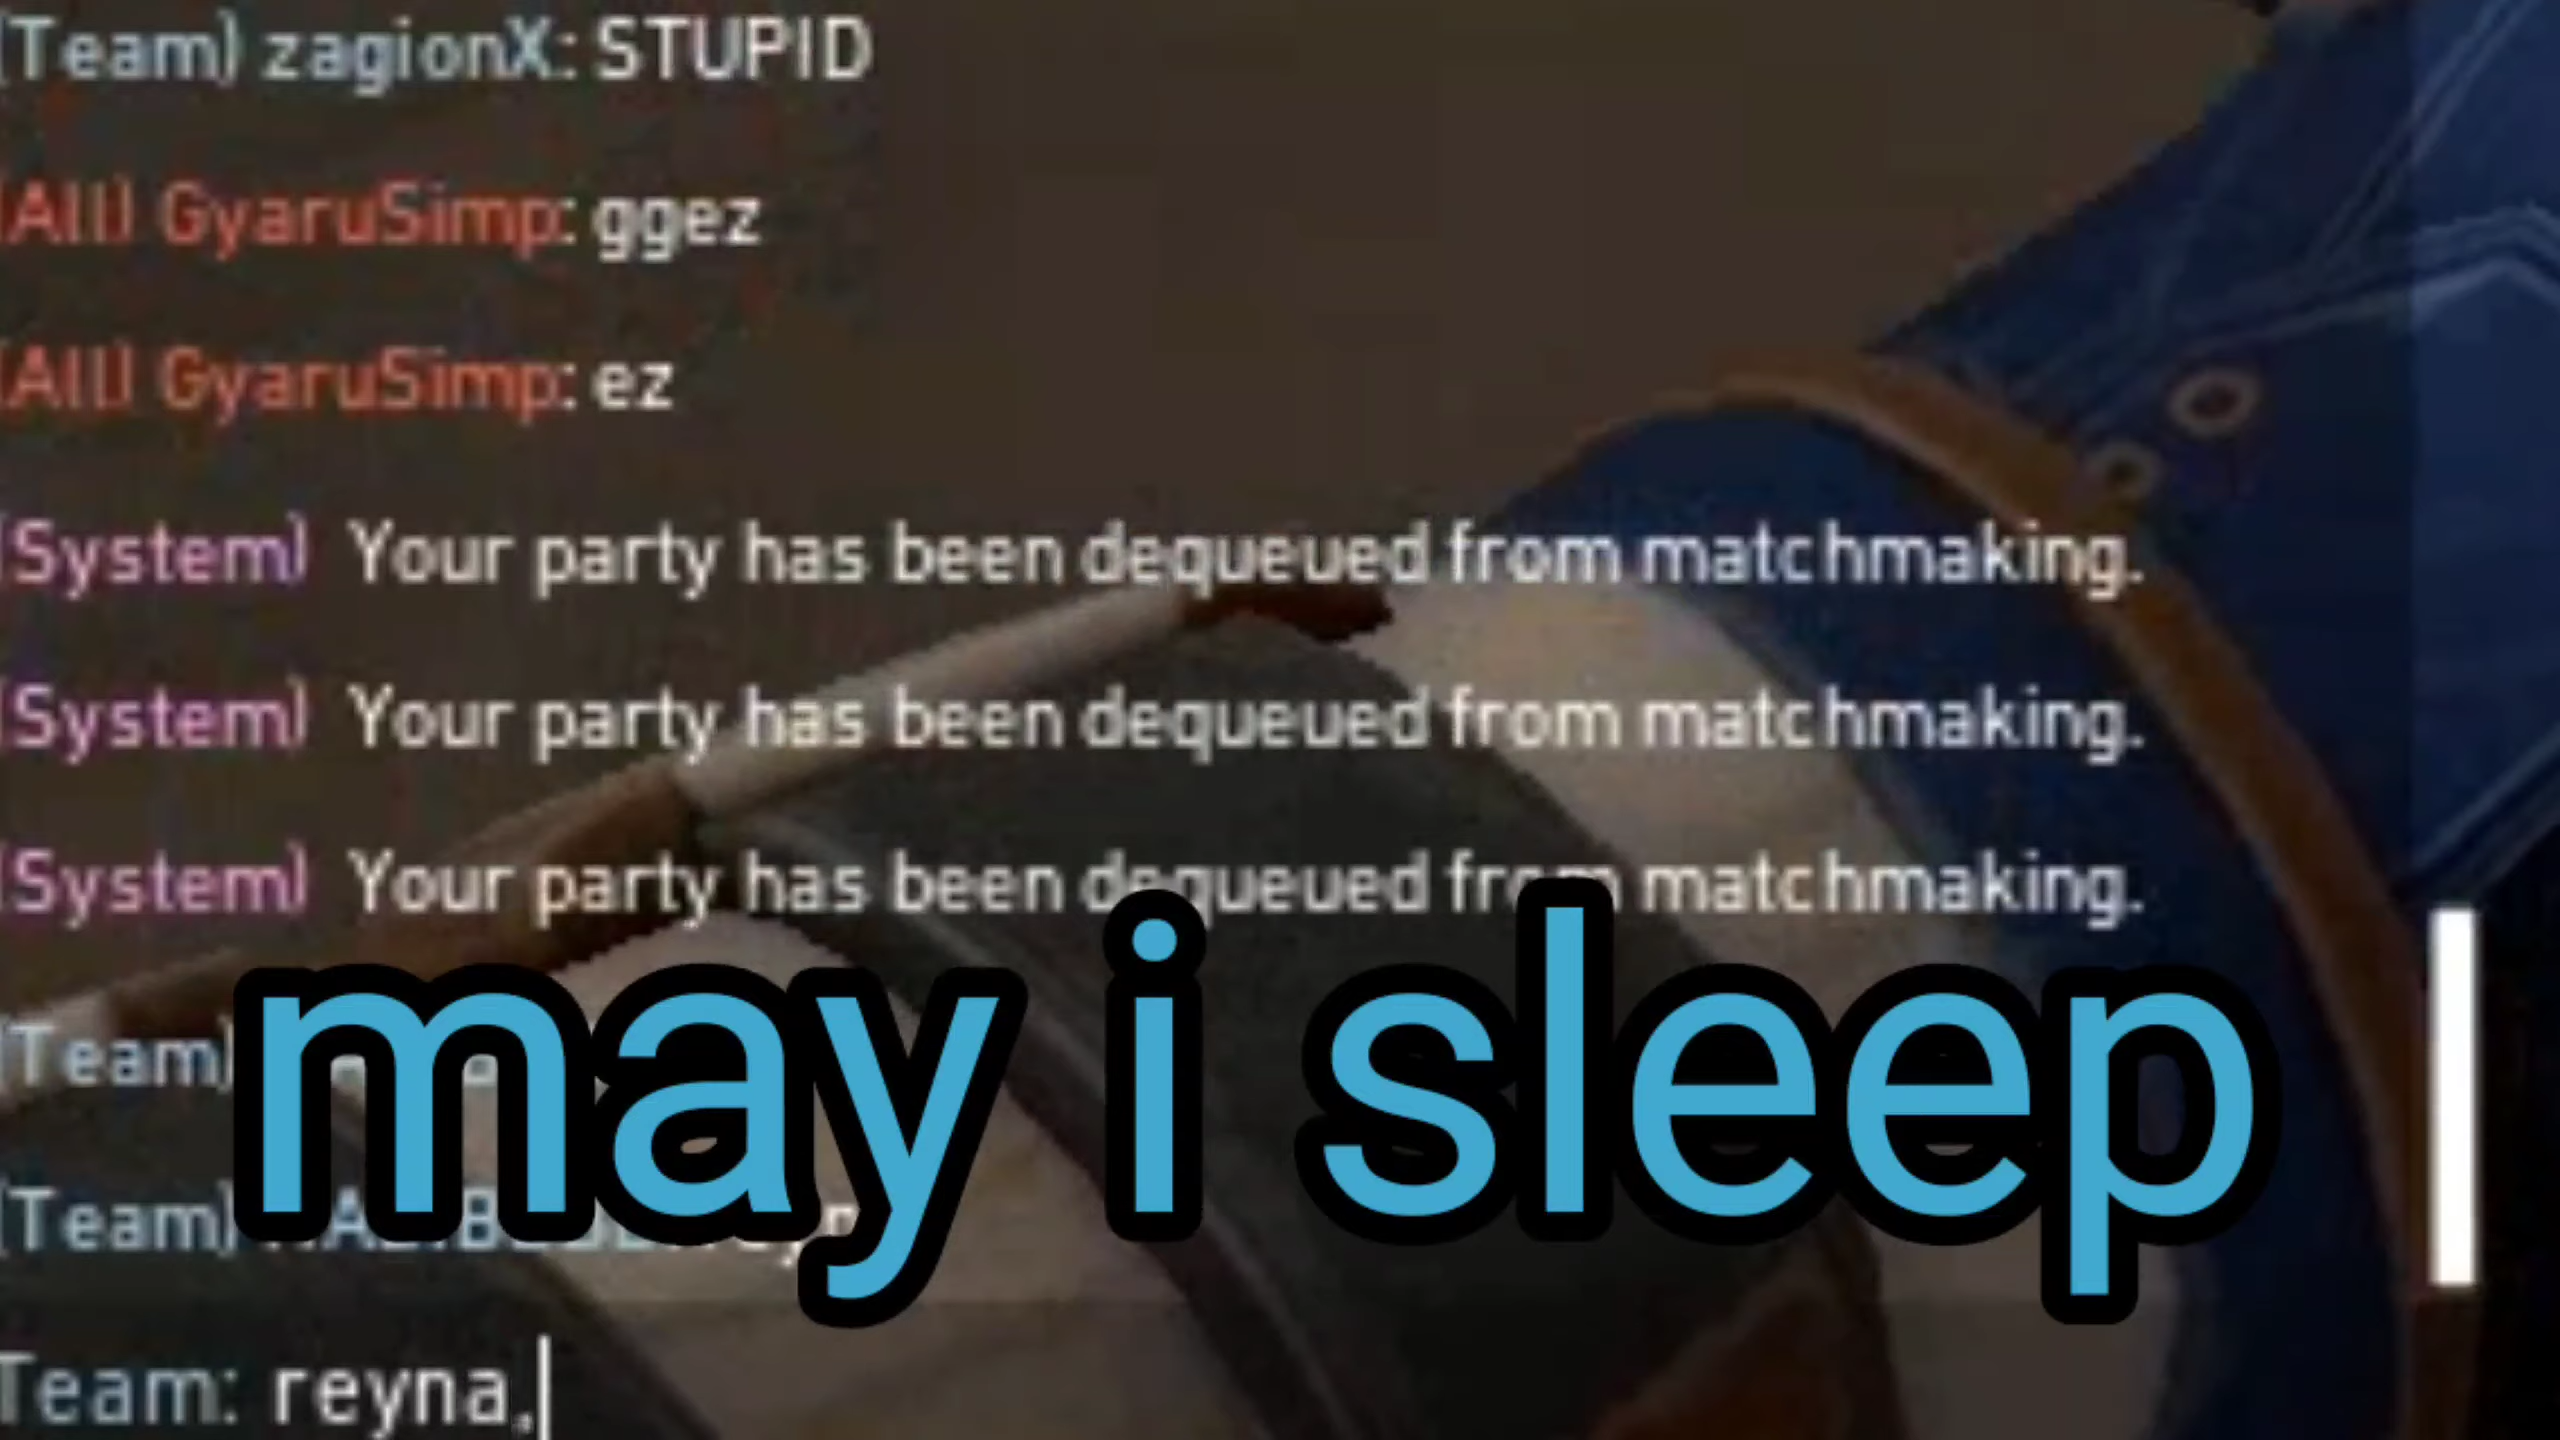 (Team) zagionX: STUPID
(All) GyaruSimp: ggez
(All) GyaruSimp: ez
(System) Your party has been dequeued from matchmaking.
(System) Your party has been dequeued from matchmaking.
(System) Your party has been dequeued from matchmaking.
(Team)
may i sleep
(Team)
Team: reyna,